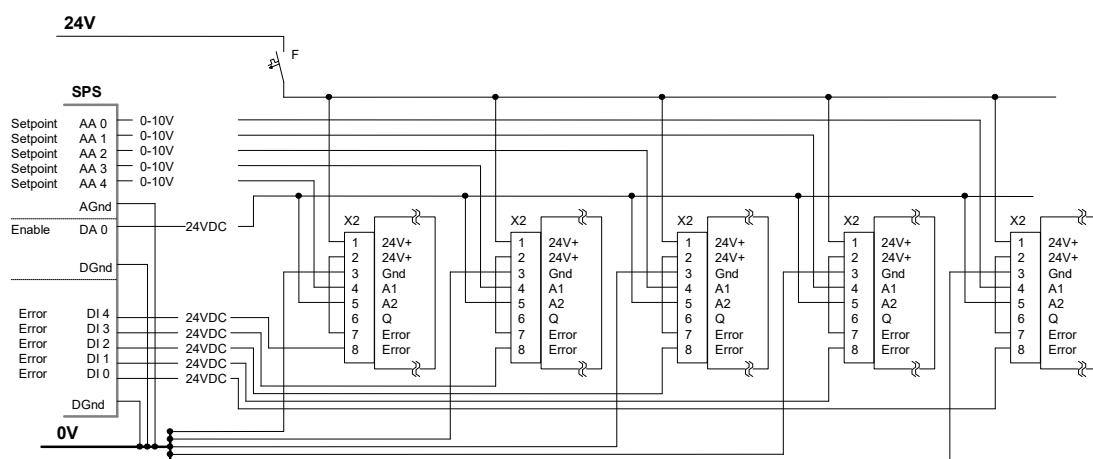 24V
F
SPS
Setpoint AA 0 0-10V
Setpoint AA 1 0-10V
Setpoint AA 2 0-10V
Setpoint AA 3 0-10V
Setpoint AA 4 0-10V
AGnd
Enable DA 0 24VDC
DGnd
Error DI 4 24VDC
Error DI 3 24VDC
Error DI 2 24VDC
Error DI 1 24VDC
Error DI 0 24VDC
DGnd
0V
X2
1 24V+
2 24V+
3 Gnd
4 A1
5 A2
6 Q
7 Error
8 Error
X2
1 24V+
2 24V+
3 Gnd
4 A1
5 A2
6 Q
7 Error
8 Error
X2
1 24V+
2 24V+
3 Gnd
4 A1
5 A2
6 Q
7 Error
8 Error
X2
1 24V+
2 24V+
3 Gnd
4 A1
5 A2
6 Q
7 Error
8 Error
X2
1 24V+
2 24V+
3 Gnd
4 A1
5 A2
6 Q
7 Error
8 Error